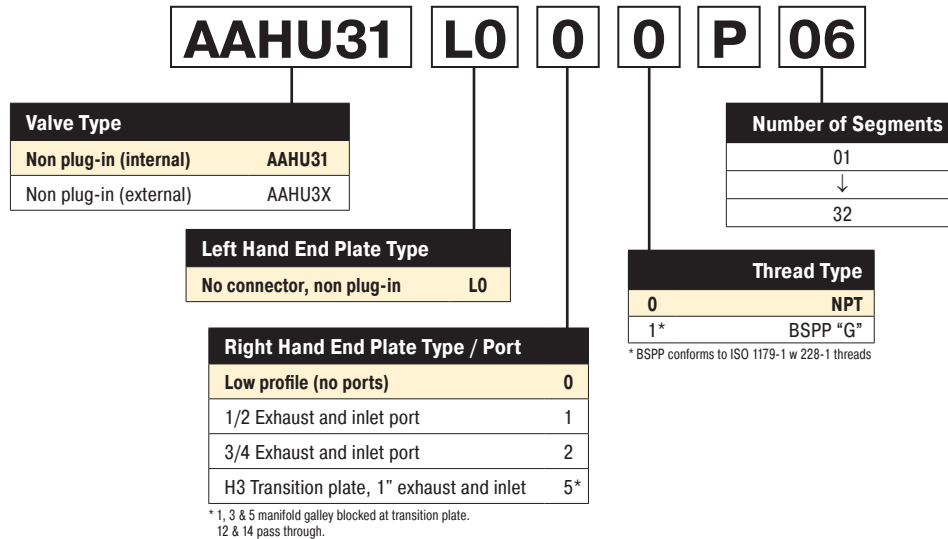 AAHU31 L0 0 0 P 06
Valve Type
Non plug-in (internal) AAHU31
Non plug-in (external) AAHU3X
Number of Segments
01
↓
32
Left Hand End Plate Type
No connector, non plug-in L0
Thread Type
0 NPT
1* BSPP “G”
* BSPP conforms to ISO 1179-1 w 228-1 threads
Right Hand End Plate Type / Port
Low profile (no ports) 0
1/2 Exhaust and inlet port 1
3/4 Exhaust and inlet port 2
H3 Transition plate, 1" exhaust and inlet 5*
* 1, 3 & 5 manifold galley blocked at transition plate.
12 & 14 pass through.